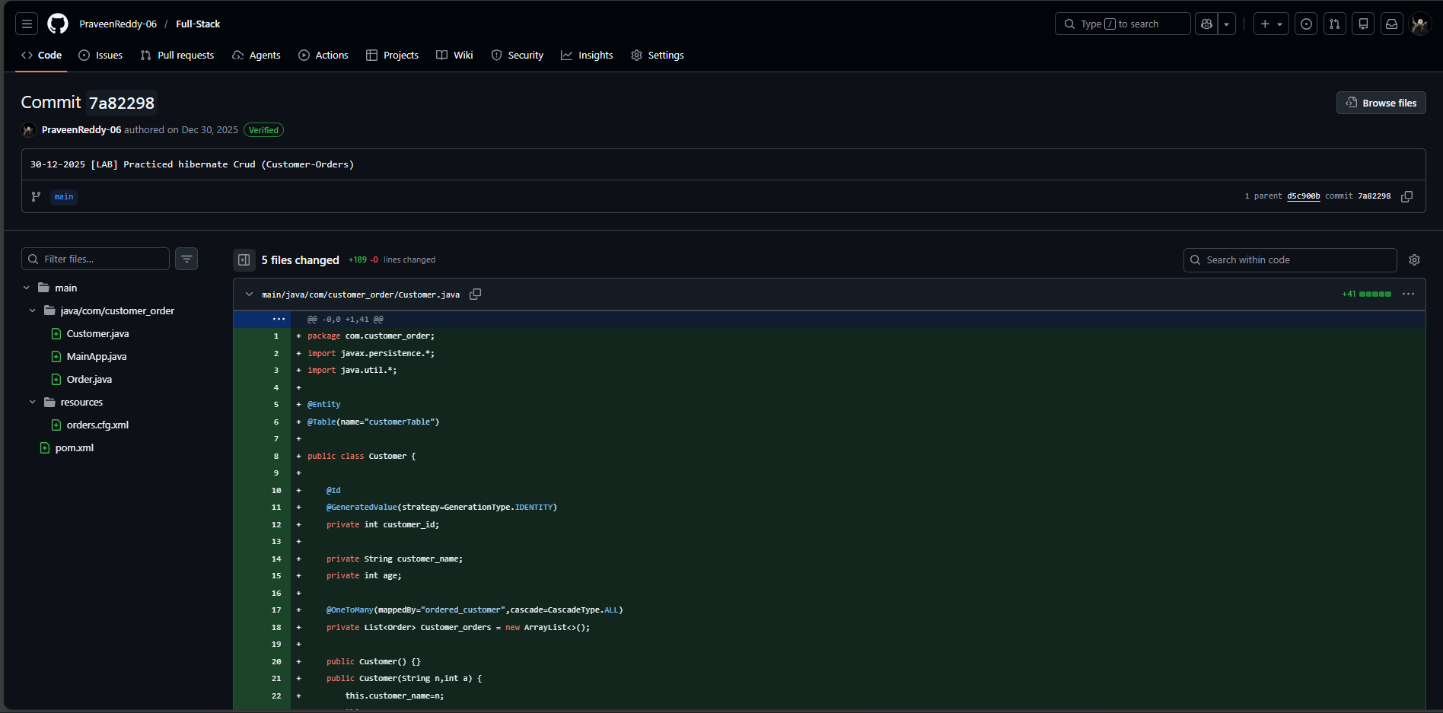 PraveenReddy-06 / Full-Stack
Type / to search
Code Issues Pull requests Agents Actions Projects Wiki Security Insights Settings
Commit 7a82298
Browse files
PraveenReddy-06 authored on Dec 30, 2025 Verified
30-12-2025 [LAB] Practiced hibernate Crud (Customer-Orders)
main
1 parent d5c900b commit 7a82298
Filter files...
main
java/com/customer_order
Customer.java
MainApp.java
Order.java
resources
orders.cfg.xml
pom.xml
5 files changed +189 -0 lines changed
Search within code
main/java/com/customer_order/Customer.java
+41
@@ -0,0 +1,41 @@
1 + package com.customer_order;
2 + import javax.persistence.*;
3 + import java.util.*;
4 +
5 + @Entity
6 + @Table(name="customerTable")
7 +
8 + public class Customer {
9 +
10 + @Id
11 + @GeneratedValue(strategy=GenerationType.IDENTITY)
12 + private int customer_id;
13 +
14 + private String customer_name;
15 + private int age;
16 +
17 + @OneToMany(mappedBy="ordered_customer",cascade=CascadeType.ALL)
18 + private List<Order> Customer_orders = new ArrayList<>();
19 +
20 + public Customer() {}
21 + public Customer(String n,int a) {
22 + this.customer_name=n;